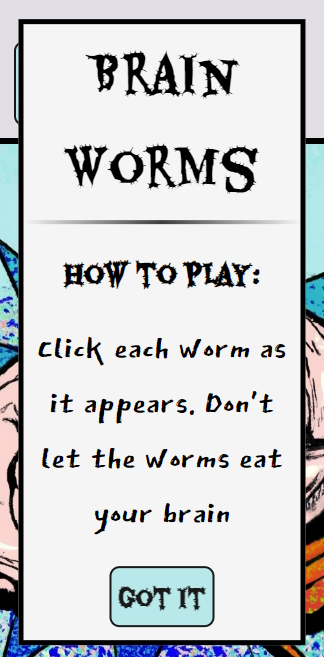 BRAIN
WORMS
HOW TO PLAY:
Click each worm as
it appears. Don't
let the worms eat
your brain
GOT IT